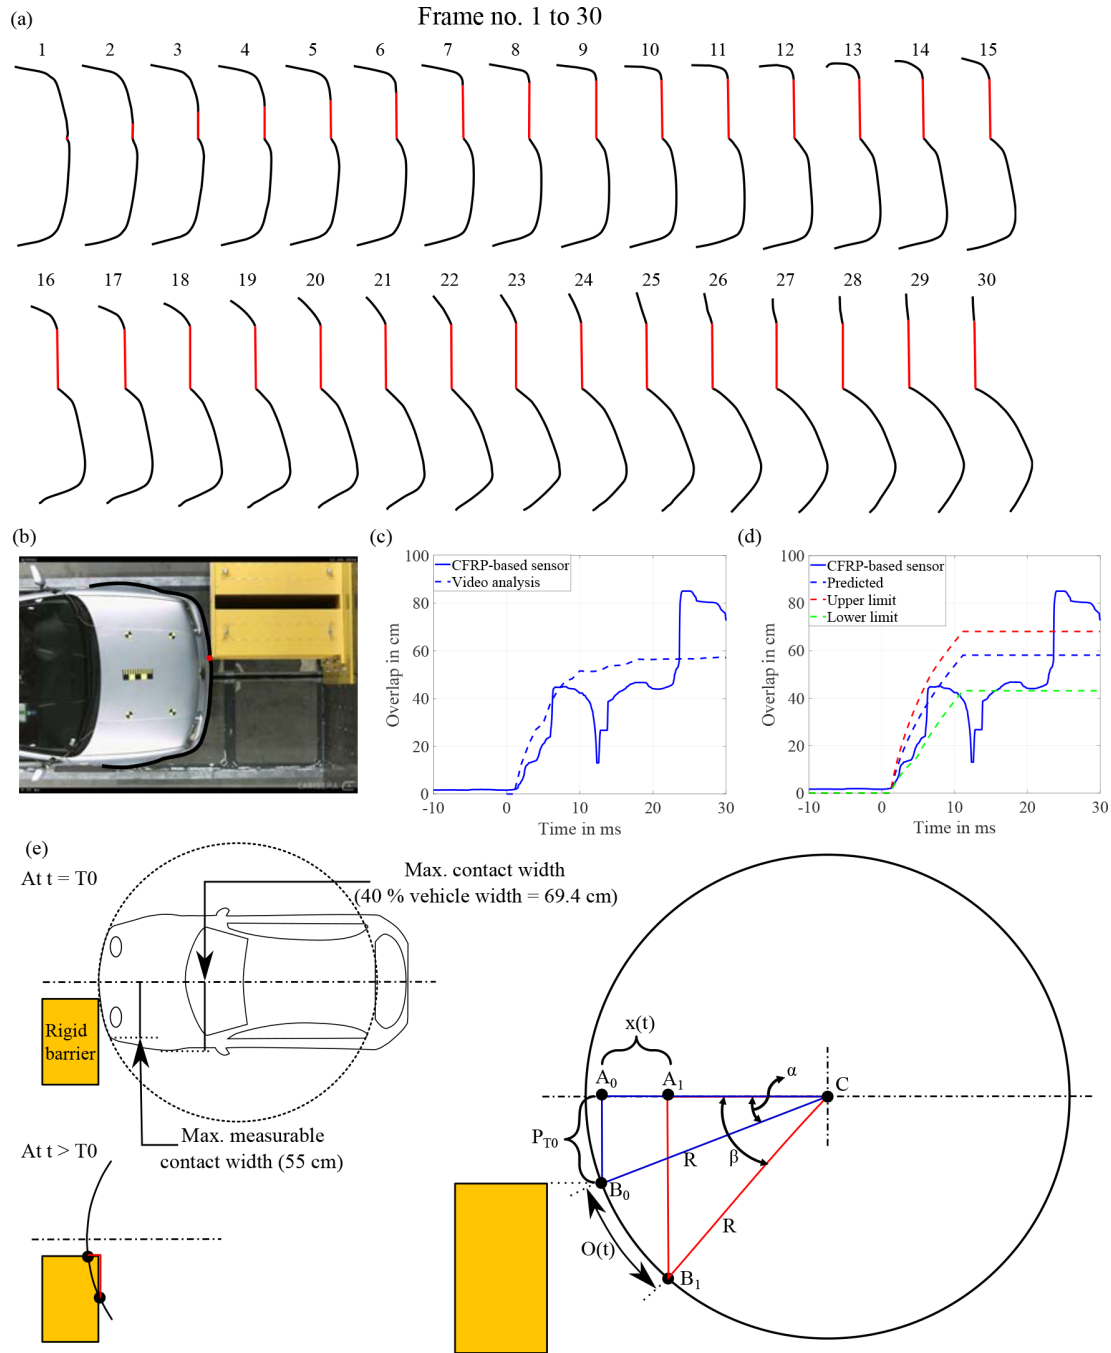 (a)
Frame no. 1 to 30
1 2 3 4 5 6 7 8 9 10 11 12 13 14 15
16 17 18 19 20 21 22 23 24 25 26 27 28 29 30
(b)
(c)
100
80
60
40
20
0
Overlap in cm
-10 0 10 20 30
Time in ms
CFRP-based sensor
Video analysis
(d)
100
80
60
40
20
0
Overlap in cm
-10 0 10 20 30
Time in ms
CFRP-based sensor
Predicted
Upper limit
Lower limit
(e)
At t = T0
Max. contact width
(40 % vehicle width = 69.4 cm)
Rigid
barrier
Max. measurable
contact width (55 cm)
At t > T0
x(t)
A0
A1
α
C
PT0
β
R
B0
R
O(t)
B1